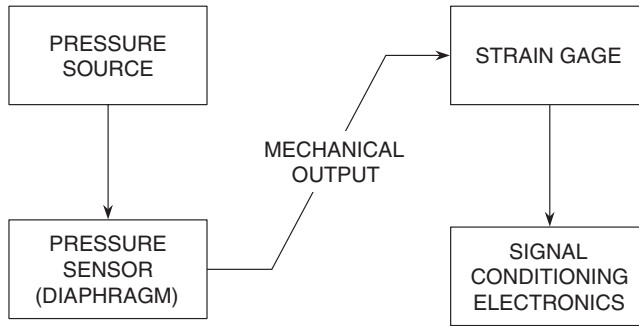 PRESSURE
SOURCE
PRESSURE
SENSOR
(DIAPHRAGM)
MECHANICAL
OUTPUT
STRAIN GAGE
SIGNAL
CONDITIONING
ELECTRONICS